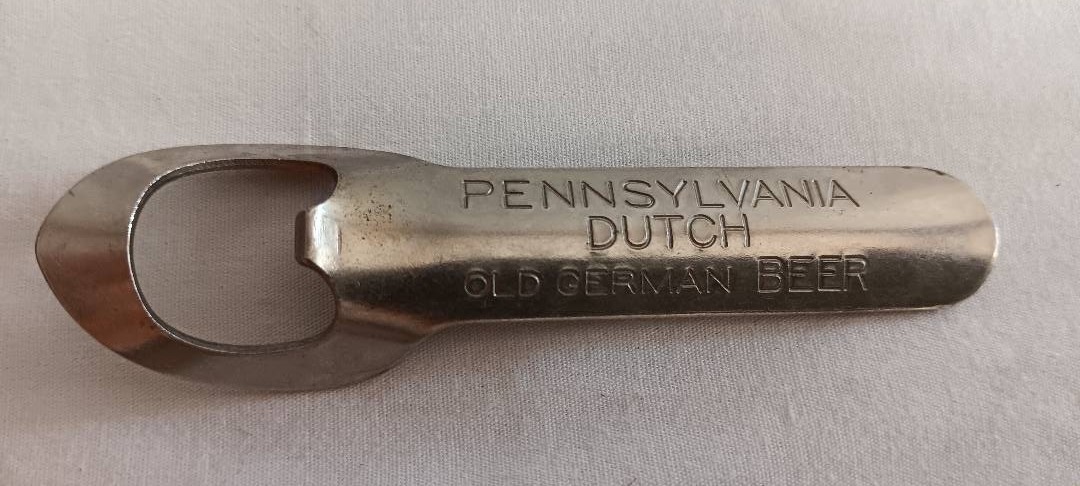 PENNSYLVANIA
DUTCH
OLD GERMAN BEER